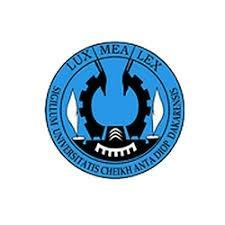 LUX MEA LEX
SIGILLUM UNIVERSITATIS CHEIKH ANTA DIOP DAKARENSIS